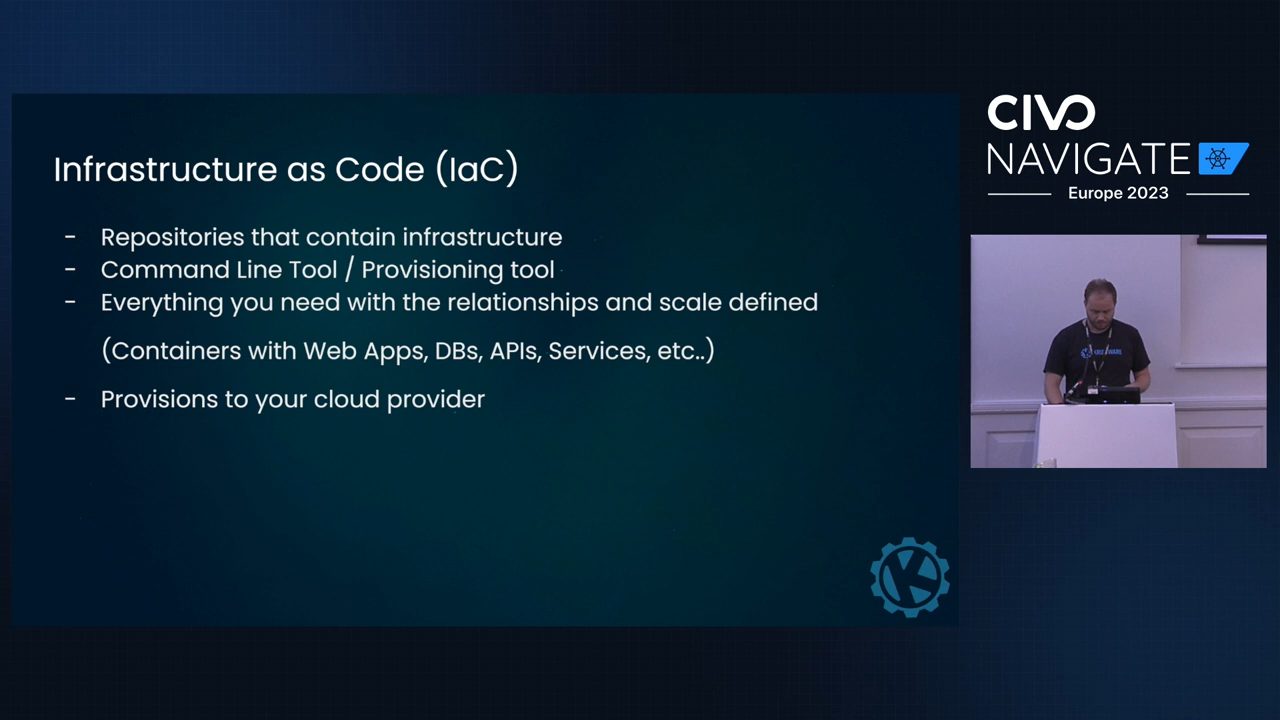 Infrastructure as Code (IaC)
- Repositories that contain infrastructure
- Command Line Tool / Provisioning tool
- Everything you need with the relationships and scale defined
(Containers with Web Apps, DBs, APIs, Services, etc..)
- Provisions to your cloud provider
K
CIVO
NAVIGATE
Europe 2023